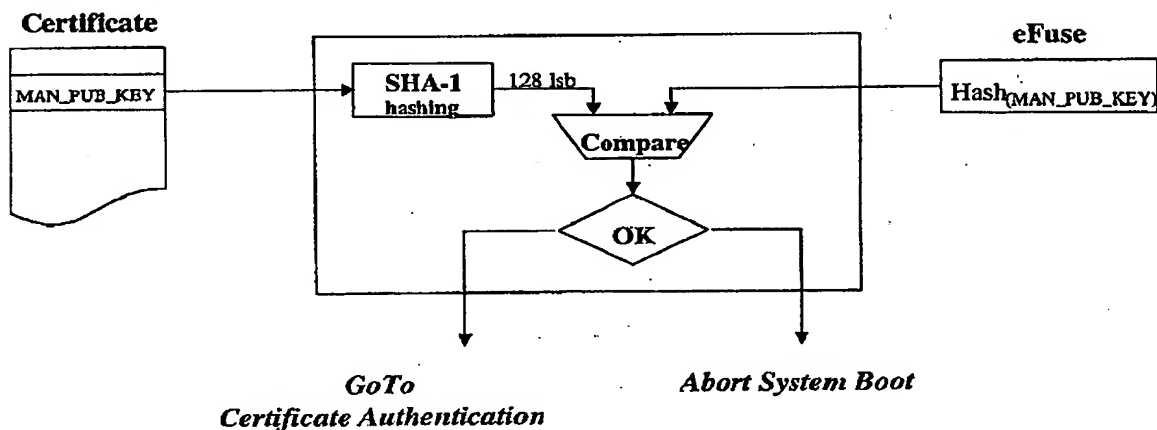 Certificate
MAN_PUB_KEY
SHA-1
hashing
128 lsb
eFuse
Hash(MAN_PUB_KEY)
Compare
OK
GoTo
Certificate Authentication
Abort System Boot